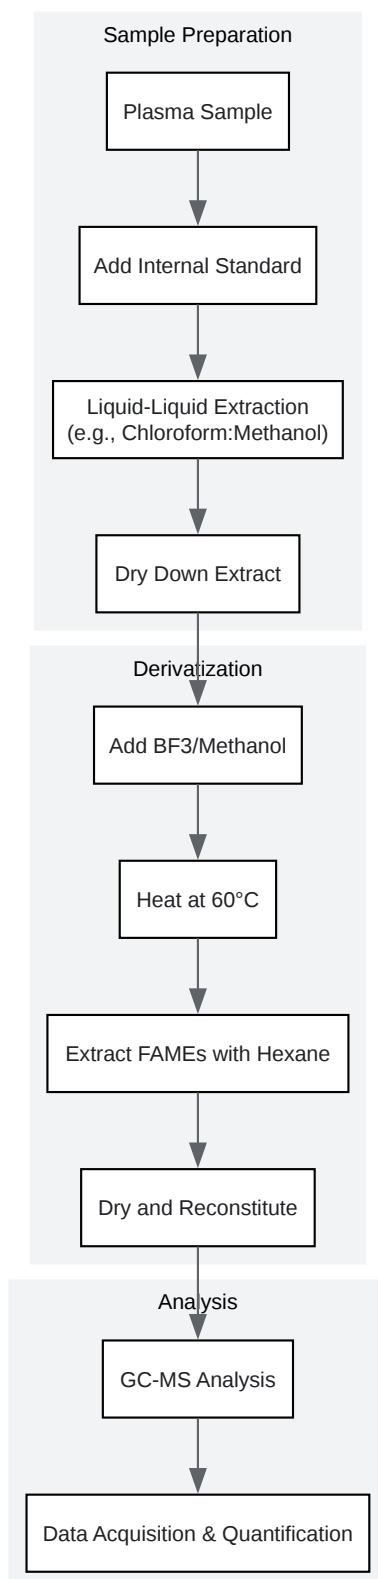 Sample Preparation
Plasma Sample
Add Internal Standard
Liquid-Liquid Extraction
(e.g., Chloroform:Methanol)
Dry Down Extract
Derivatization
Add BF3/Methanol
Heat at 60°C
Extract FAMEs with Hexane
Dry and Reconstitute
Analysis
GC-MS Analysis
Data Acquisition & Quantification